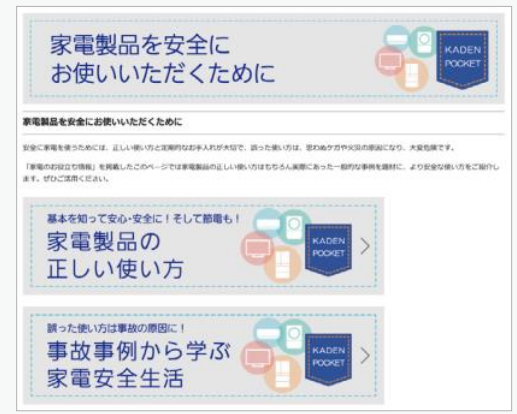 家電製品を安全に
お使いいただくために
KADEN
POCKET
家電製品を安全にお使いいただくために
安全に家電を使うためには、正しい使い方と定期的なお手入れが大切で、誤った使い方は、思わぬケガや火災の原因になり、大変危険です。
「家電のお役立ち情報」を掲載したこのページでは家電製品の正しい使い方はもちろん実際にあった一般的な事例を題材に、より安全な使い方をご紹介し
ます。ぜひご活用ください。
基本を知って安心・安全に！そして節電も！
家電製品の
正しい使い方
KADEN
POCKET
誤った使い方は事故の原因に！
事故事例から学ぶ
家電安全生活
KADEN
POCKET